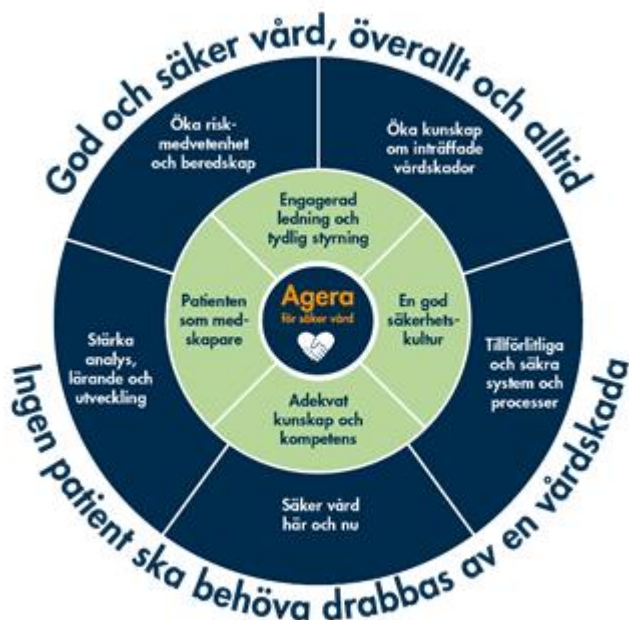 God och säker vård, överallt och alltid
Öka risk-
medvetenhet
och beredskap
Öka kunskap
om inträffade
vårdskador
Engagerad
ledning och
tydlig styrning
Patienten
som med-
skapare
Agera
för säker vård
En god
säkerhets-
kultur
Stärka
analys,
lärande och
utveckling
Tillförlitliga
och säkra
system och
processer
Adekvat
kunskap och
kompetens
Säker vård
här och nu
Ingen patient ska behöva drabbas av en vårdskada